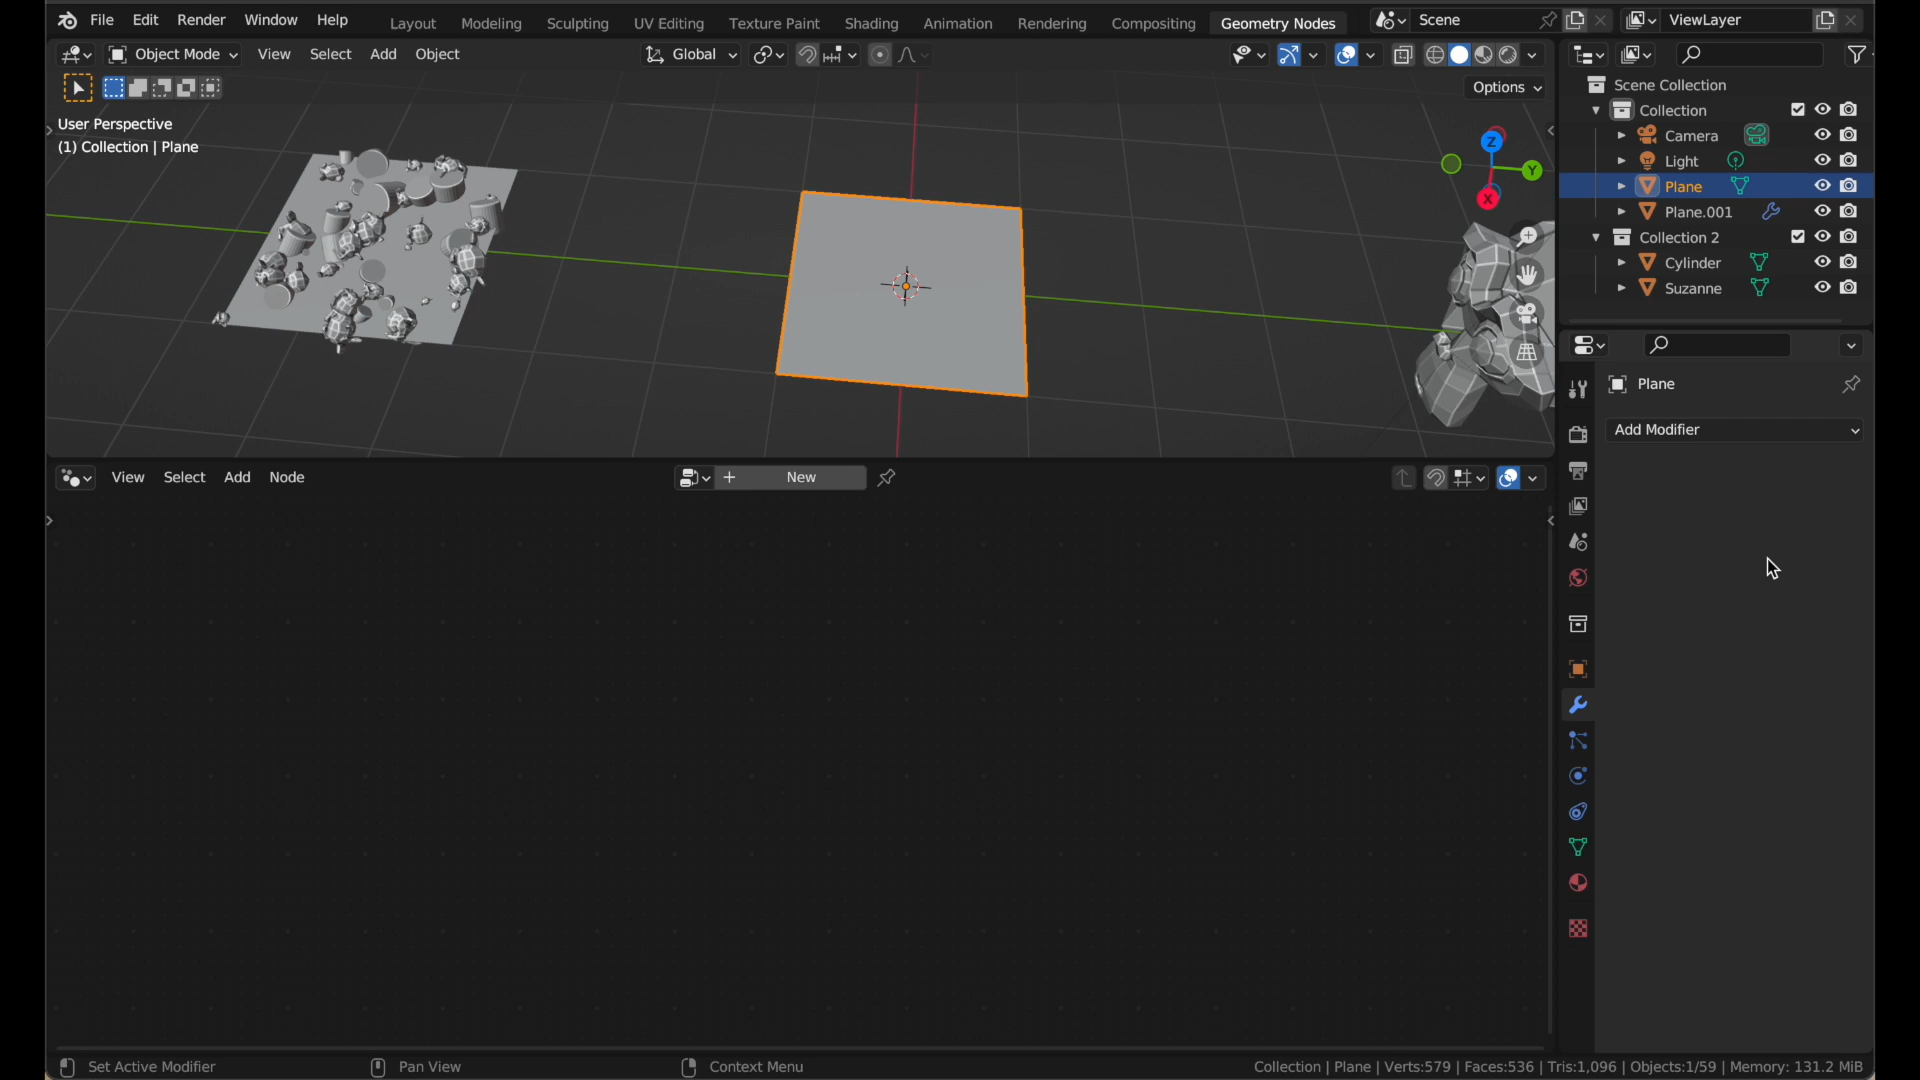 File Edit Render Window Help Layout Modeling Sculpting UV Editing Texture Paint Shading Animation Rendering Compositing Geometry Nodes Scene ViewLayer
Object Mode View Select Add Object Global
Options
User Perspective
(1) Collection | Plane
Z
Y
X
Scene Collection
Collection
Camera
Light
Plane
Plane.001
Collection 2
Cylinder
Suzanne
Plane
Add Modifier
View Select Add Node + New
Set Active Modifier Pan View Context Menu Collection | Plane | Verts:579 | Faces:536 | Tris:1,096 | Objects:1/59 | Memory: 131.2 MiB